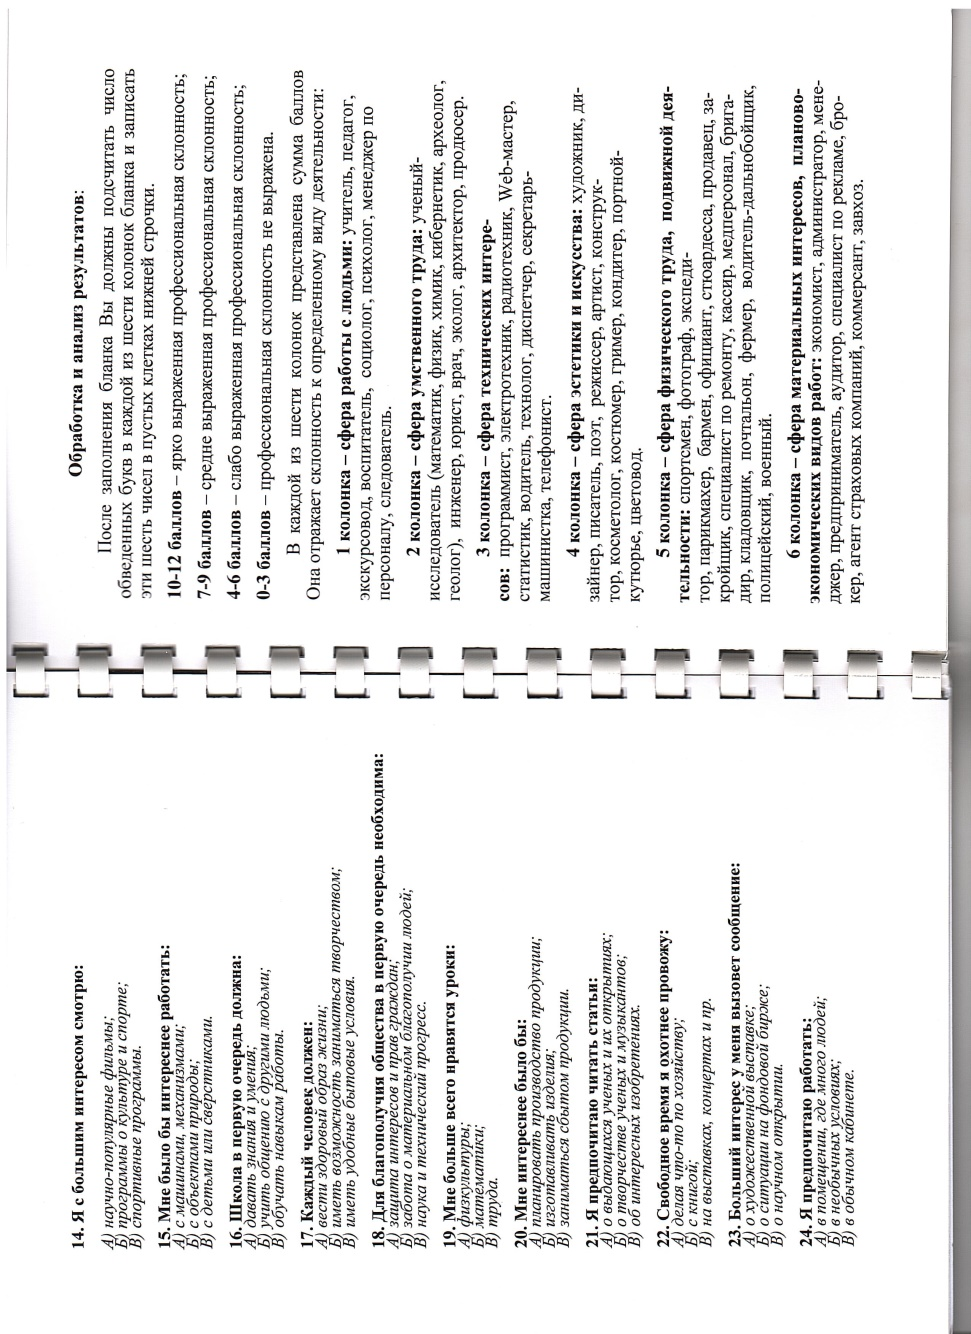 14. Я с большим интересом смотрю:
А) научно-популярные фильмы;
Б) программы о культуре и спорте;
В) спортивные программы.
15. Мне было бы интереснее работать:
А) с машинами, механизмами;
Б) с объектами природы;
В) с детьми или сверстниками.
16. Школа в первую очередь должна:
А) давать знания и умения;
Б) учить общению с другими людьми;
В) обучать навыкам работы.
17. Каждый человек должен:
А) вести здоровый образ жизни;
Б) иметь возможность заниматься творчеством;
В) иметь удобные бытовые условия.
18. Для благополучия общества в первую очередь необходима:
А) защита интересов и прав граждан;
Б) забота о материальном благополучии людей;
В) наука и технический прогресс.
19. Мне больше всего нравятся уроки:
А) физкультуры;
Б) математики;
В) труда.
20. Мне интереснее было бы:
А) планировать производство продукции;
Б) изготавливать изделия;
В) заниматься сбытом продукции.
21. Я предпочитаю читать статьи:
А) о выдающихся ученых и их открытиях;
Б) о творчестве ученых и музыкантов;
В) об интересных изобретениях.
22. Свободное время я охотнее провожу:
А) делая что-то по хозяйству;
Б) с книгой;
В) на выставках, концертах и пр.
23. Больший интерес у меня вызовет сообщение:
А) о художественной выставке;
Б) о ситуации на фондовой бирже;
В) о научном открытии.
24. Я предпочитаю работать:
А) в помещении, где много людей;
Б) в необычных условиях;
В) в обычном кабинете.
Обработка и анализ результатов:
После заполнения бланка Вы должны подсчитать число
обведенных букв в каждой из шести колонок бланка и записать
эти шесть чисел в пустых клетках нижней строчки.
10-12 баллов – ярко выраженная профессиональная склонность;
7-9 баллов – средне выраженная профессиональная склонность;
4-6 баллов – слабо выраженная профессиональная склонность;
0-3 баллов – профессиональная склонность не выражена.
В каждой из шести колонок представлена сумма баллов
Она отражает склонность к определенному виду деятельности:
1 колонка – сфера работы с людьми: учитель, педагог,
экскурсовод, воспитатель, социолог, психолог, менеджер по
персоналу, следователь.
2 колонка – сфера умственного труда: ученый-
исследователь (математик, физик, химик, кибернетик, археолог,
геолог), инженер, юрист, врач, эколог, архитектор, продюсер.
3 колонка – сфера технических интере-
сов: программист, электротехник, радиотехник, Web-мастер,
статистик, водитель, технолог, диспетчер, секретарь-
машинистка, телефонист.
4 колонка – сфера эстетики и искусства: художник, ди-
зайнер, писатель, поэт, режиссер, артист, конструк-
тор, косметолог, костюмер, гример, кондитер, портной-
кутюрье, цветовод.
5 колонка – сфера физического труда, подвижной дея-
тельности: спортсмен, фотограф, экспеди-
тор, парикмахер, бармен, официант, стюардесса, продавец, за-
кройщик, специалист по ремонту, кассир, медперсонал, брига-
дир, кладовщик, почтальон, фермер, водитель-дальнобойщик,
полицейский, военный.
6 колонка – сфера материальных интересов, планово-
экономических видов работ: экономист, администратор, мене-
джер, предприниматель, аудитор, специалист по рекламе, бро-
кер, агент страховых компаний, коммерсант, завхоз.